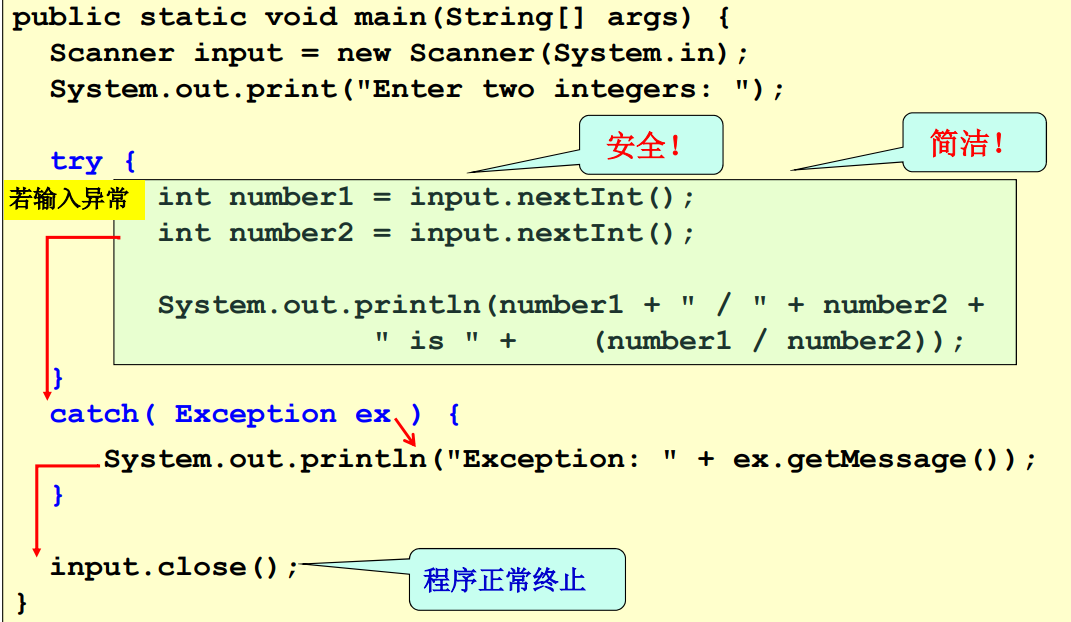 public static void main(String[] args) {
Scanner input = new Scanner(System.in);
System.out.print("Enter two integers: ");
安全!
简洁!
try {
若输入异常
int number1 = input.nextInt();
int number2 = input.nextInt();
System.out.println(number1 + " / " + number2 +
" is " + (number1 / number2));
}
catch( Exception ex ) {
System.out.println("Exception: " + ex.getMessage());
}
input.close();
程序正常终止
}